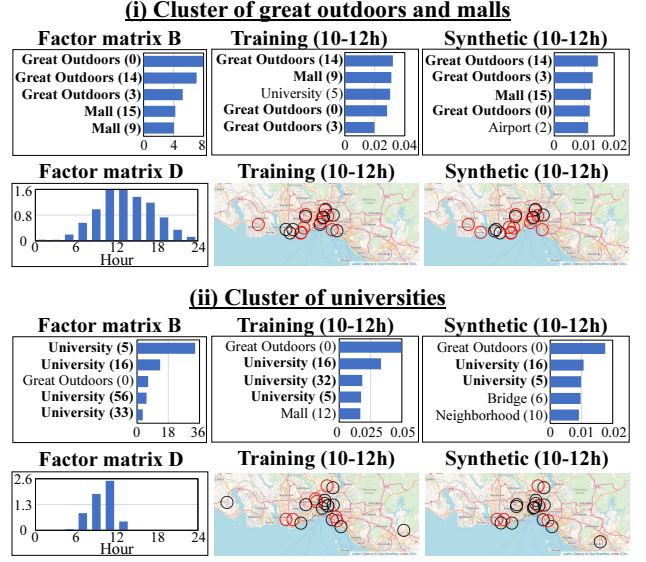 (i) Cluster of great outdoors and malls
Factor matrix B
Training (10-12h)
Synthetic (10-12h)
Great Outdoors (0)
Great Outdoors (14)
Great Outdoors (3)
Mall (15)
Mall (9)
0 4 8
Great Outdoors (14)
Mall (9)
University (5)
Great Outdoors (0)
Great Outdoors (3)
0 0.02 0.04
Great Outdoors (14)
Great Outdoors (3)
Mall (15)
Great Outdoors (0)
Airport (2)
0 0.01 0.02
Factor matrix D
Training (10-12h)
Synthetic (10-12h)
1.6
0.8
0
0 12 24
Hour
(ii) Cluster of universities
Factor matrix B
Training (10-12h)
Synthetic (10-12h)
University (5)
University (16)
Great Outdoors (0)
University (56)
University (33)
0 18 36
Great Outdoors (0)
University (16)
University (32)
University (5)
Mall (12)
0 0.025 0.05
Great Outdoors (0)
University (16)
University (5)
Bridge (6)
Neighborhood (10)
0 0.01 0.02
Factor matrix D
Training (10-12h)
Synthetic (10-12h)
2.6
1.3
0
0 12 24
Hour